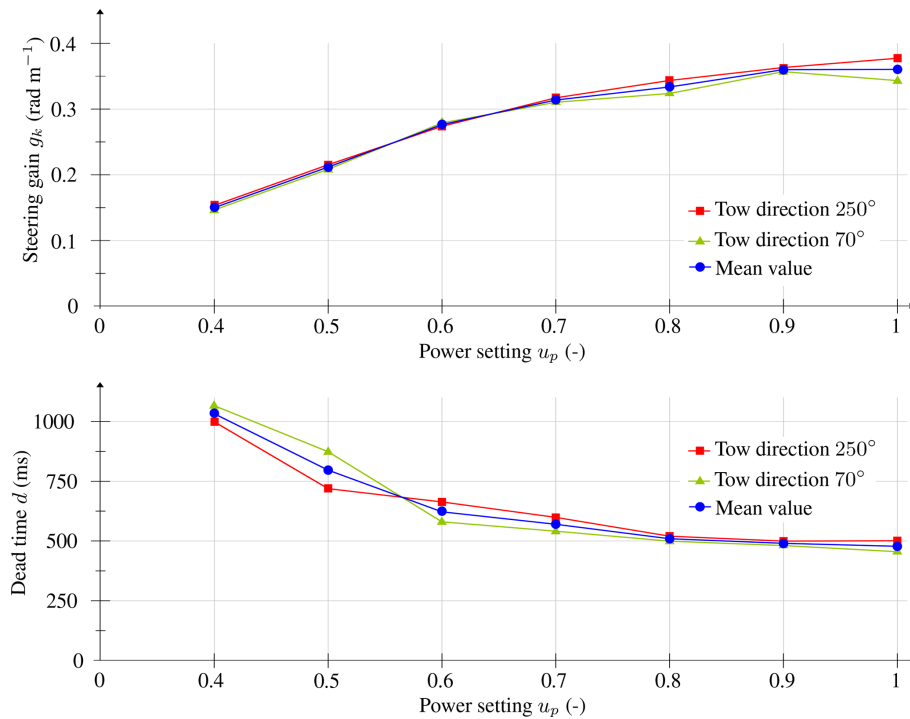 0.4
0.3
0.2
0.1
0
Steering gain g_k (rad m⁻¹)
Tow direction 250°
Tow direction 70°
Mean value
0 0.4 0.5 0.6 0.7 0.8 0.9 1
Power setting u_p (-)
1000
750
500
250
0
Dead time d (ms)
Tow direction 250°
Tow direction 70°
Mean value
0 0.4 0.5 0.6 0.7 0.8 0.9 1
Power setting u_p (-)